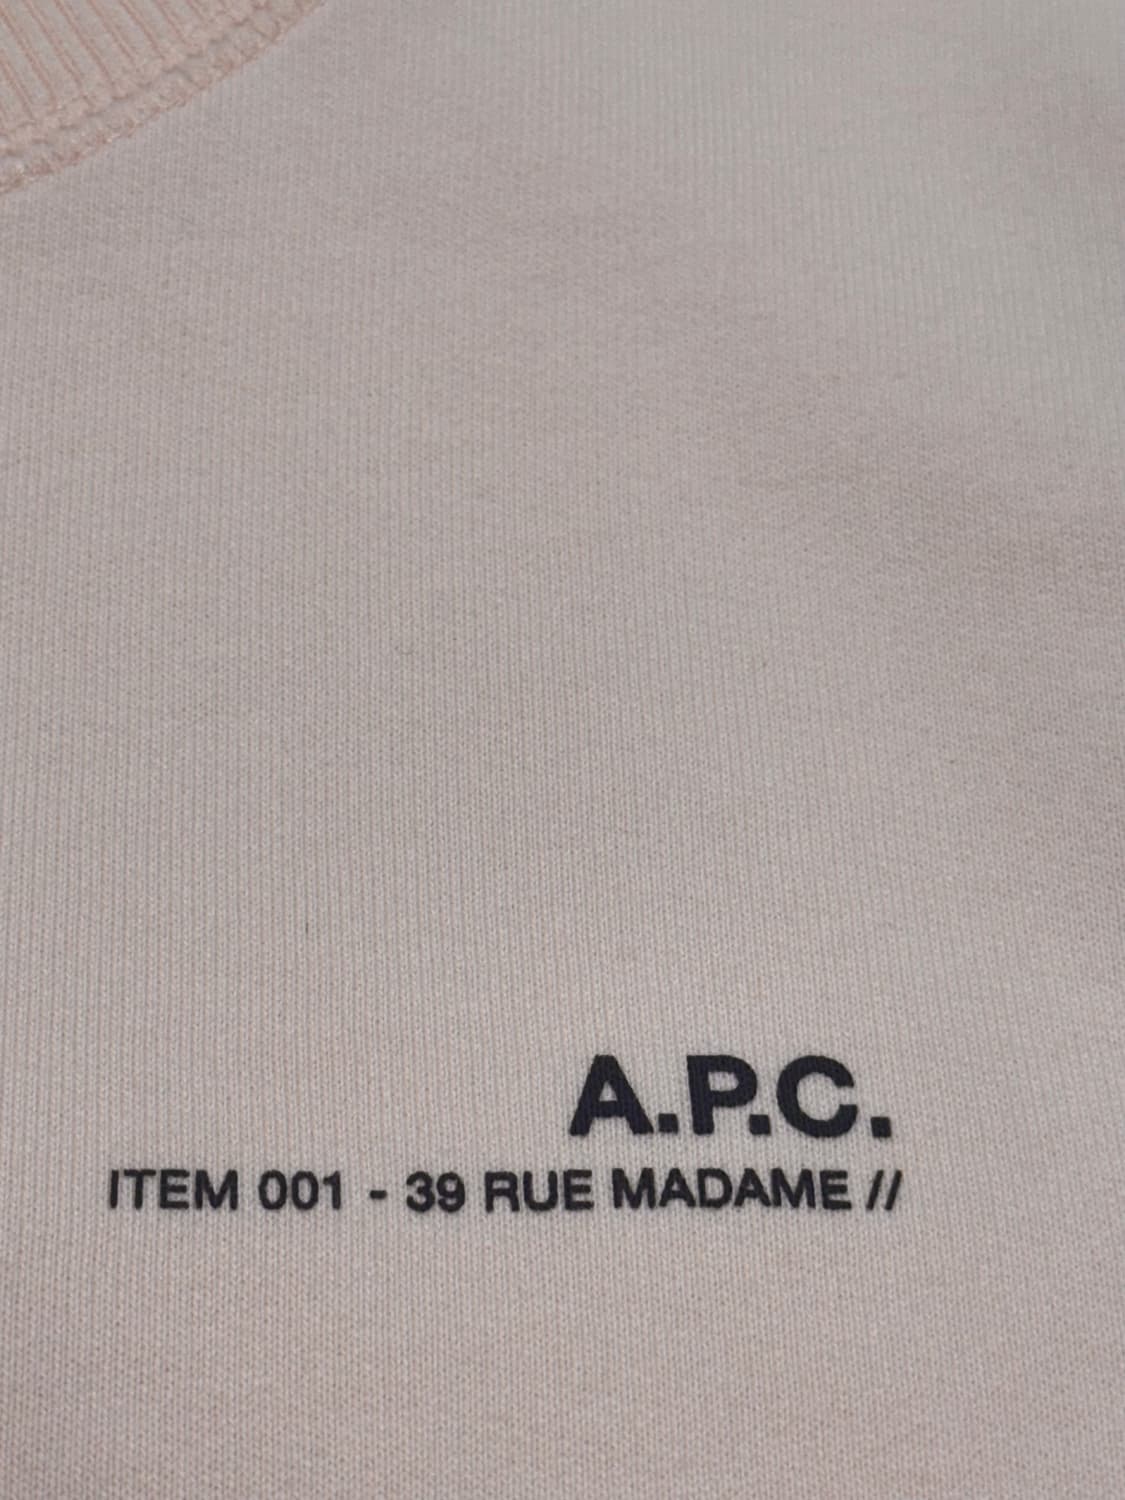 A.P.C.
ITEM 001 - 39 RUE MADAME //